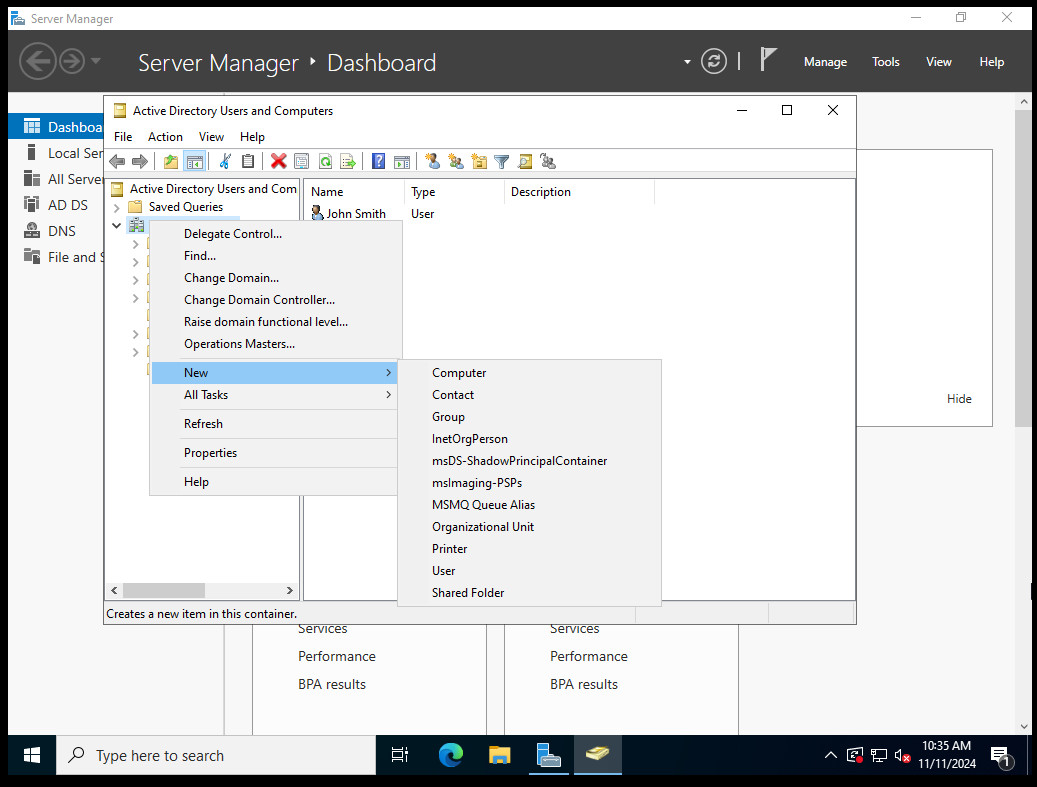 Server Manager
Server Manager ‣ Dashboard
Manage Tools View Help
Active Directory Users and Computers
File Action View Help
Dashboa
Local Ser
All Server
AD DS
DNS
File and S
Active Directory Users and Com
Saved Queries
Name Type Description
John Smith User
Delegate Control...
Find...
Change Domain...
Change Domain Controller...
Raise domain functional level...
Operations Masters...
New
All Tasks
Refresh
Properties
Help
Computer
Contact
Group
InetOrgPerson
msDS-ShadowPrincipalContainer
msImaging-PSPs
MSMQ Queue Alias
Organizational Unit
Printer
User
Shared Folder
Hide
Creates a new item in this container.
Services Services
Performance Performance
BPA results BPA results
Type here to search
10:35 AM
11/11/2024
1